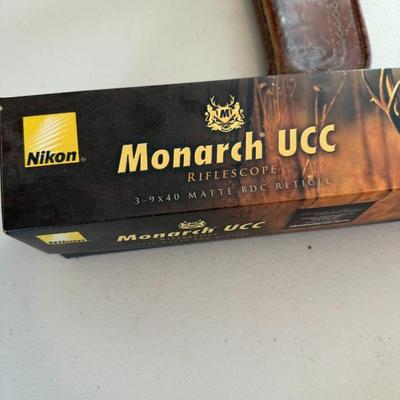 M
Nikon®
Monarch® UCC
RIFLESCOPE
3-9X40 MATTE BDC RETICLE
Nikon
Monarch® UCC